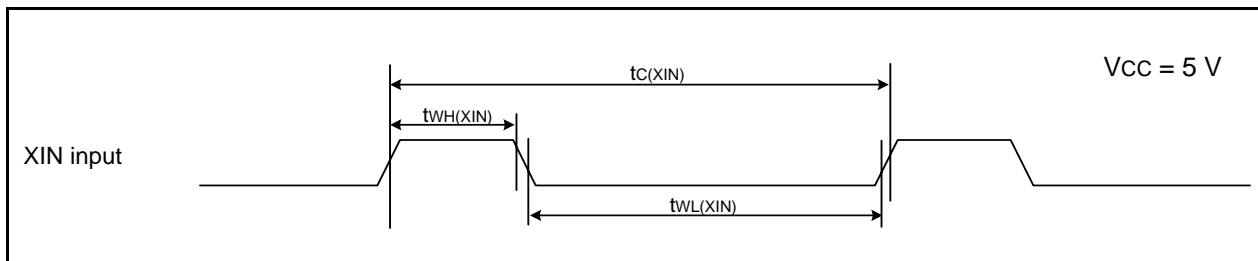 tC(XIN)
VCC = 5 V
tWH(XIN)
XIN input
tWL(XIN)